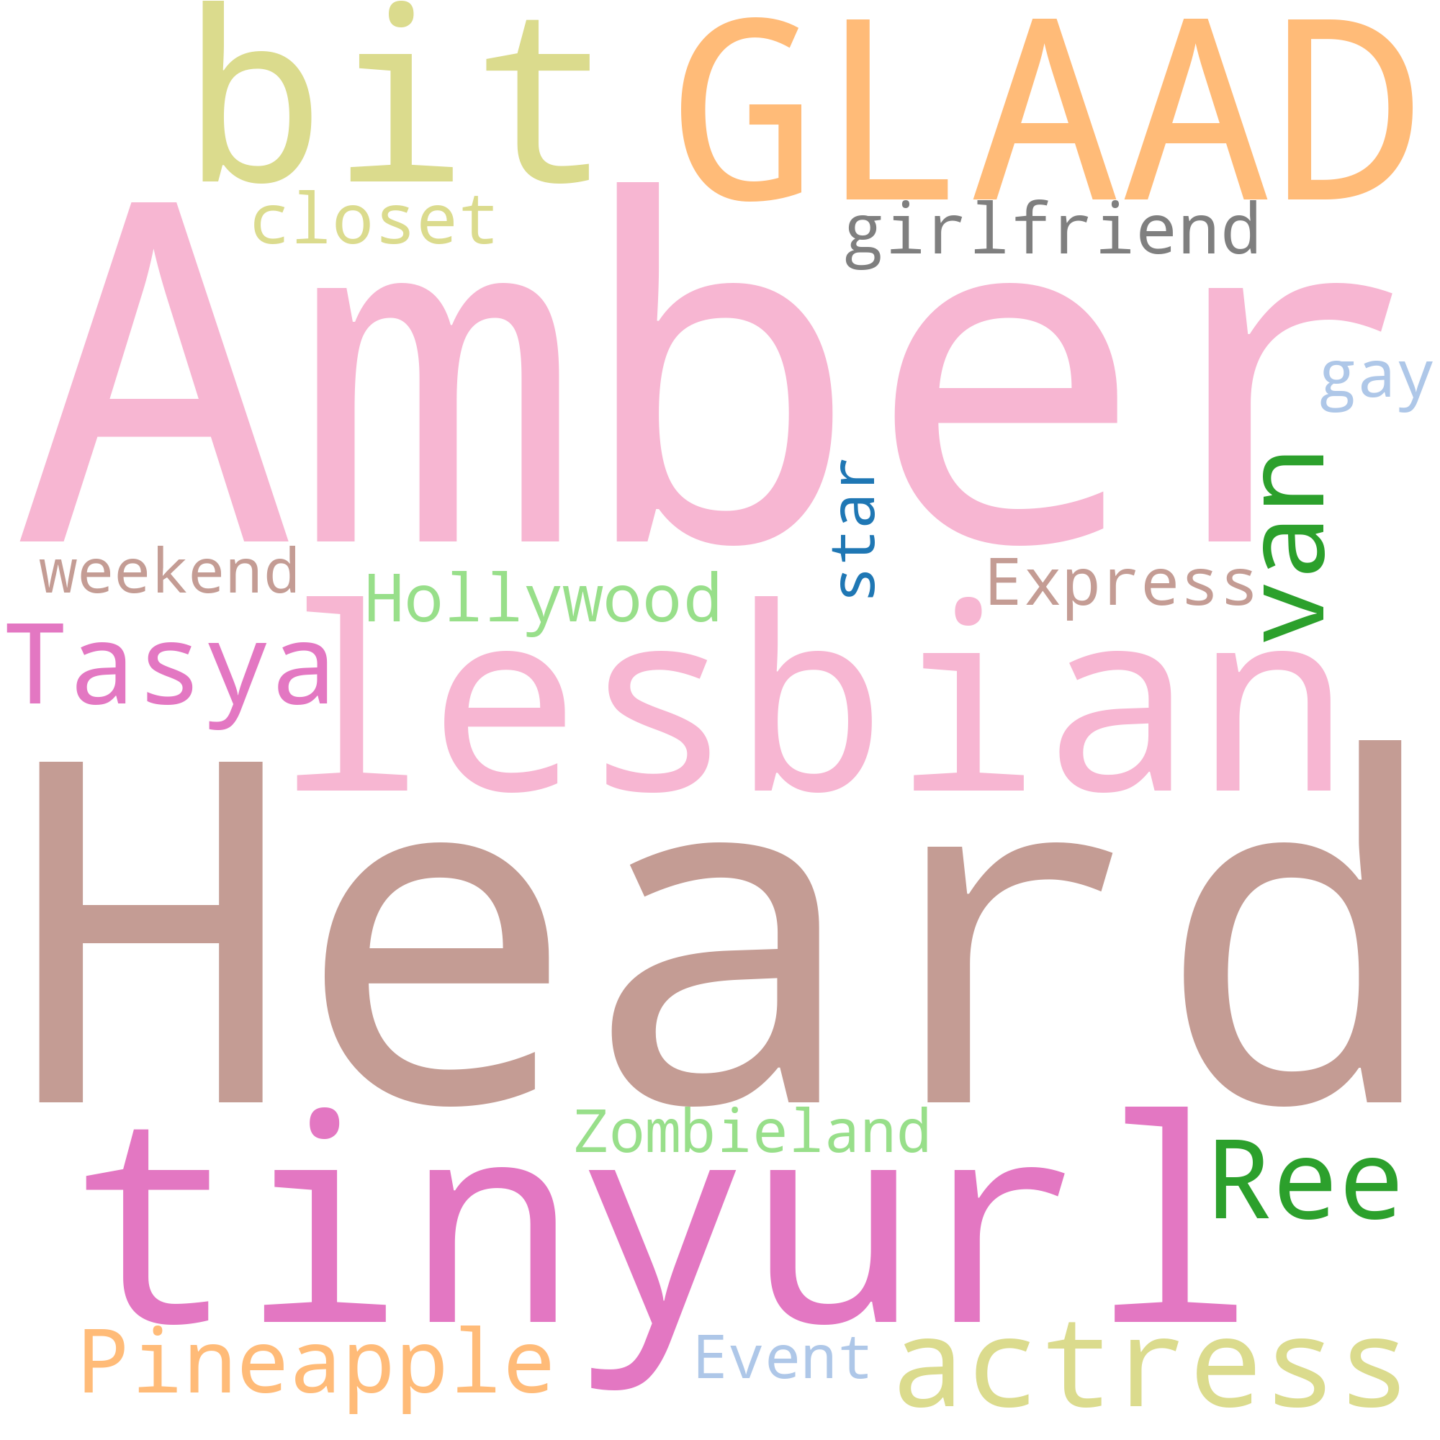 bit GLAAD
closet girlfriend
Amber
gay
star
van
weekend Hollywood Express
Tasya lesbian
Heard
Zombieland
tinyurl Ree
Pineapple Event actress